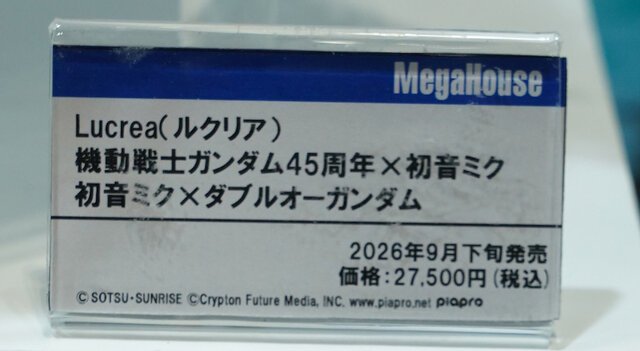 MegaHouse
Lucrea(ルクリア)
機動戦士ガンダム45周年×初音ミク
初音ミク×ダブルオーガンダム
2026年9月下旬発売
価格:27,500円(税込)
©SOTSU・SUNRISE ©Crypton Future Media, INC. www.piapro.net piapro